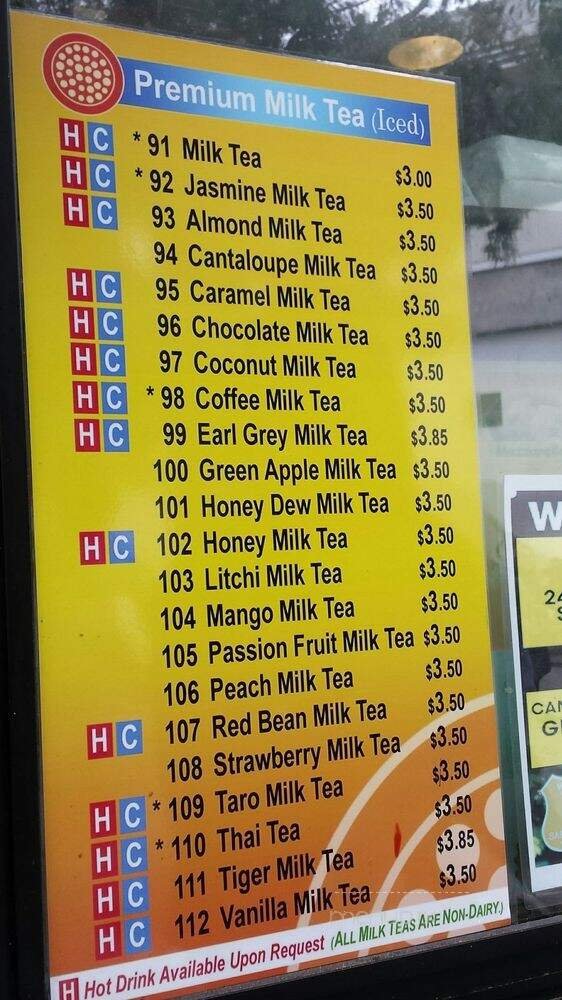 Premium Milk Tea (Iced)
H C * 91 Milk Tea $3.00
H C * 92 Jasmine Milk Tea $3.50
H C 93 Almond Milk Tea $3.50
94 Cantaloupe Milk Tea $3.50
H C 95 Caramel Milk Tea $3.50
H C 96 Chocolate Milk Tea $3.50
H C 97 Coconut Milk Tea $3.50
H C * 98 Coffee Milk Tea $3.50
H C 99 Earl Grey Milk Tea $3.85
100 Green Apple Milk Tea $3.50
101 Honey Dew Milk Tea $3.50
H C 102 Honey Milk Tea $3.50
103 Litchi Milk Tea $3.50
104 Mango Milk Tea $3.50
105 Passion Fruit Milk Tea $3.50
106 Peach Milk Tea $3.50
H C 107 Red Bean Milk Tea $3.50
108 Strawberry Milk Tea $3.50
H C * 109 Taro Milk Tea $3.50
H C * 110 Thai Tea $3.50
H C 111 Tiger Milk Tea $3.85
H C 112 Vanilla Milk Tea $3.50
H Hot Drink Available Upon Request (ALL MILK TEAS ARE NON-DAIRY.)